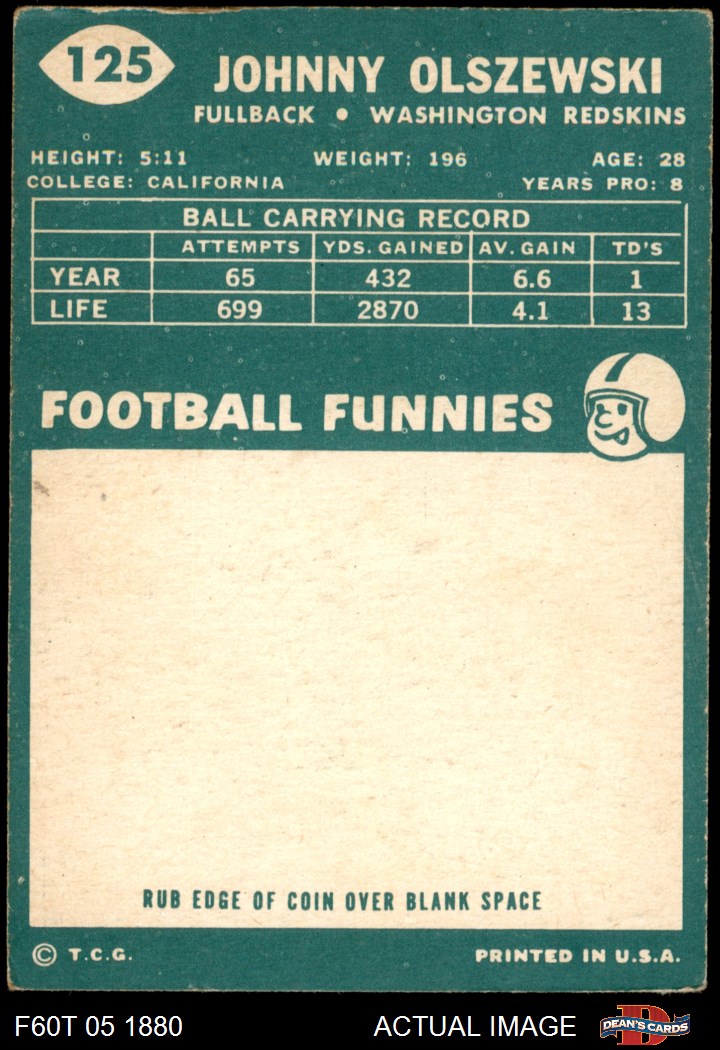 125
JOHNNY OLSZEWSKI
FULLBACK • WASHINGTON REDSKINS
HEIGHT: 5:11 WEIGHT: 196 AGE: 28
COLLEGE: CALIFORNIA YEARS PRO: 8
BALL CARRYING RECORD
ATTEMPTS YDS. GAINED AV. GAIN TD'S
YEAR 65 432 6.6 1
LIFE 699 2870 4.1 13
FOOTBALL FUNNIES
RUB EDGE OF COIN OVER BLANK SPACE
© T.C.G. PRINTED IN U.S.A.
F60T 05 1880 ACTUAL IMAGE DEAN'S CARDS